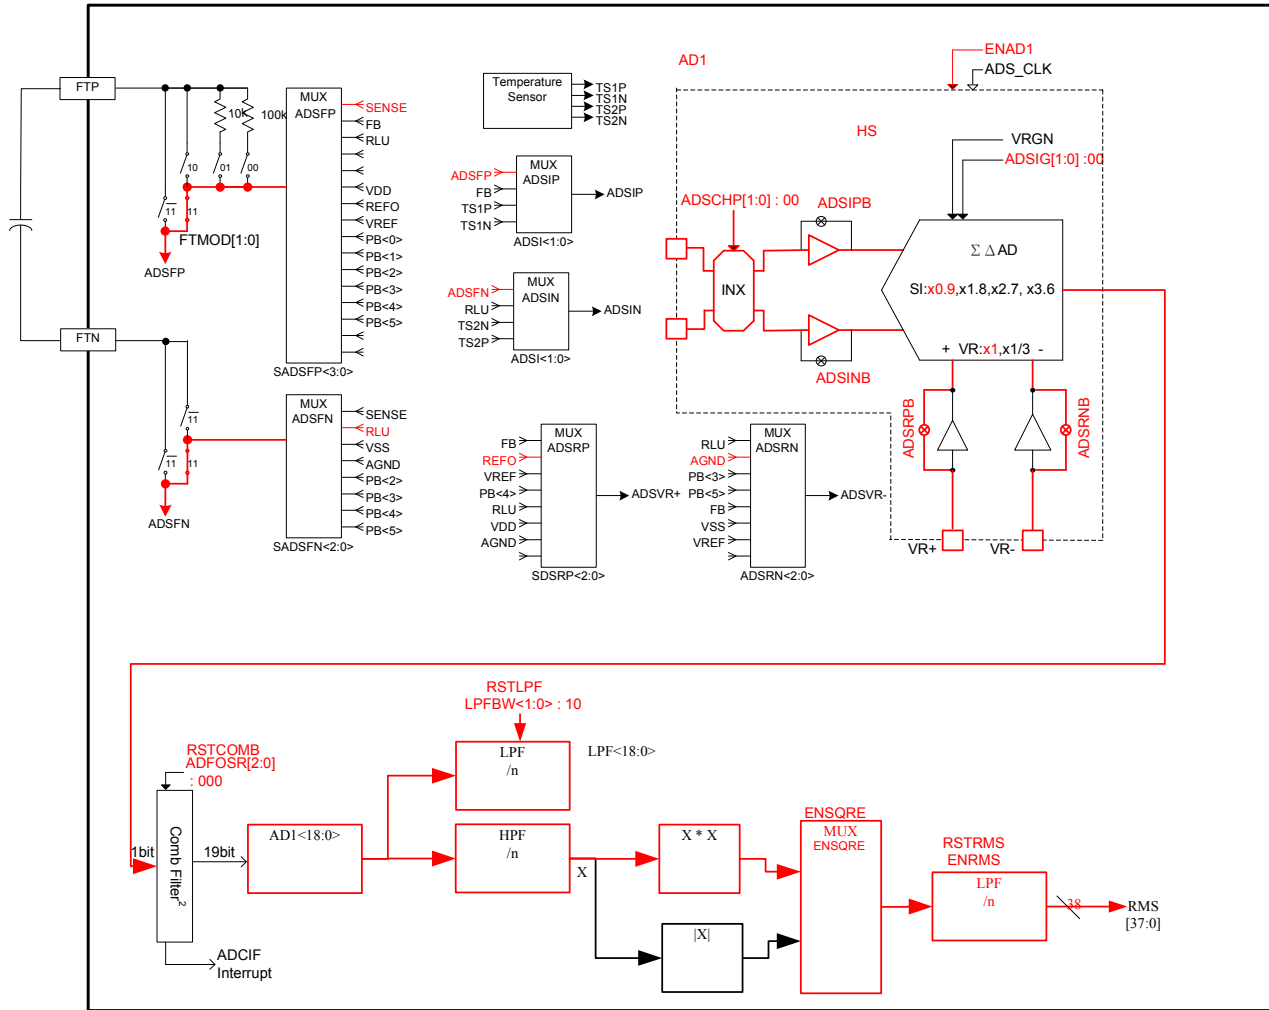 FTP
10k
100k
10
01
00
11
11
FTMOD[1:0]
ADSFP
MUX
ADSFP
SENSE
FB
RLU
VDD
REFO
VREF
PB<0>
PB<1>
PB<2>
PB<3>
PB<4>
PB<5>
SADSFP<3:0>
FTN
11
11
11
ADSFN
MUX
ADSFN
SENSE
RLU
VSS
AGND
PB<2>
PB<3>
PB<4>
PB<5>
SADSFN<2:0>
Temperature
Sensor
TS1P
TS1N
TS2P
TS2N
MUX
ADSIP
ADSFP
FB
TS1P
TS1N
ADSIP
ADSI<1:0>
MUX
ADSIN
ADSFN
RLU
TS2N
TS2P
ADSIN
ADSI<1:0>
MUX
ADSRP
FB
REFO
VREF
PB<4>
RLU
VDD
AGND
ADSVR+
SDSRP<2:0>
MUX
ADSRN
RLU
AGND
PB<3>
PB<5>
FB
VSS
VREF
ADSVR-
ADSRN<2:0>
AD1
ENAD1
ADS_CLK
HS
VRGN
ADSIG[1:0] :00
ADSCHP[1:0] : 00
ADSIPB
INX
ADSINB
Σ Δ AD
SI:x0.9,x1.8,x2.7, x3.6
+ VR:x1,x1/3 -
ADSRPB
ADSRNB
VR+
VR-
RSTLPF
LPFBW<1:0> : 10
LPF
/n
LPF<18:0>
RSTCOMB
ADFOSR[2:0]
: 000
1bit
Comb Filter2
19bit
AD1<18:0>
HPF
/n
X
X * X
|X|
ENSQRE
MUX
ENSQRE
RSTRMS
ENRMS
LPF
/n
38
RMS
[37:0]
ADCIF
Interrupt